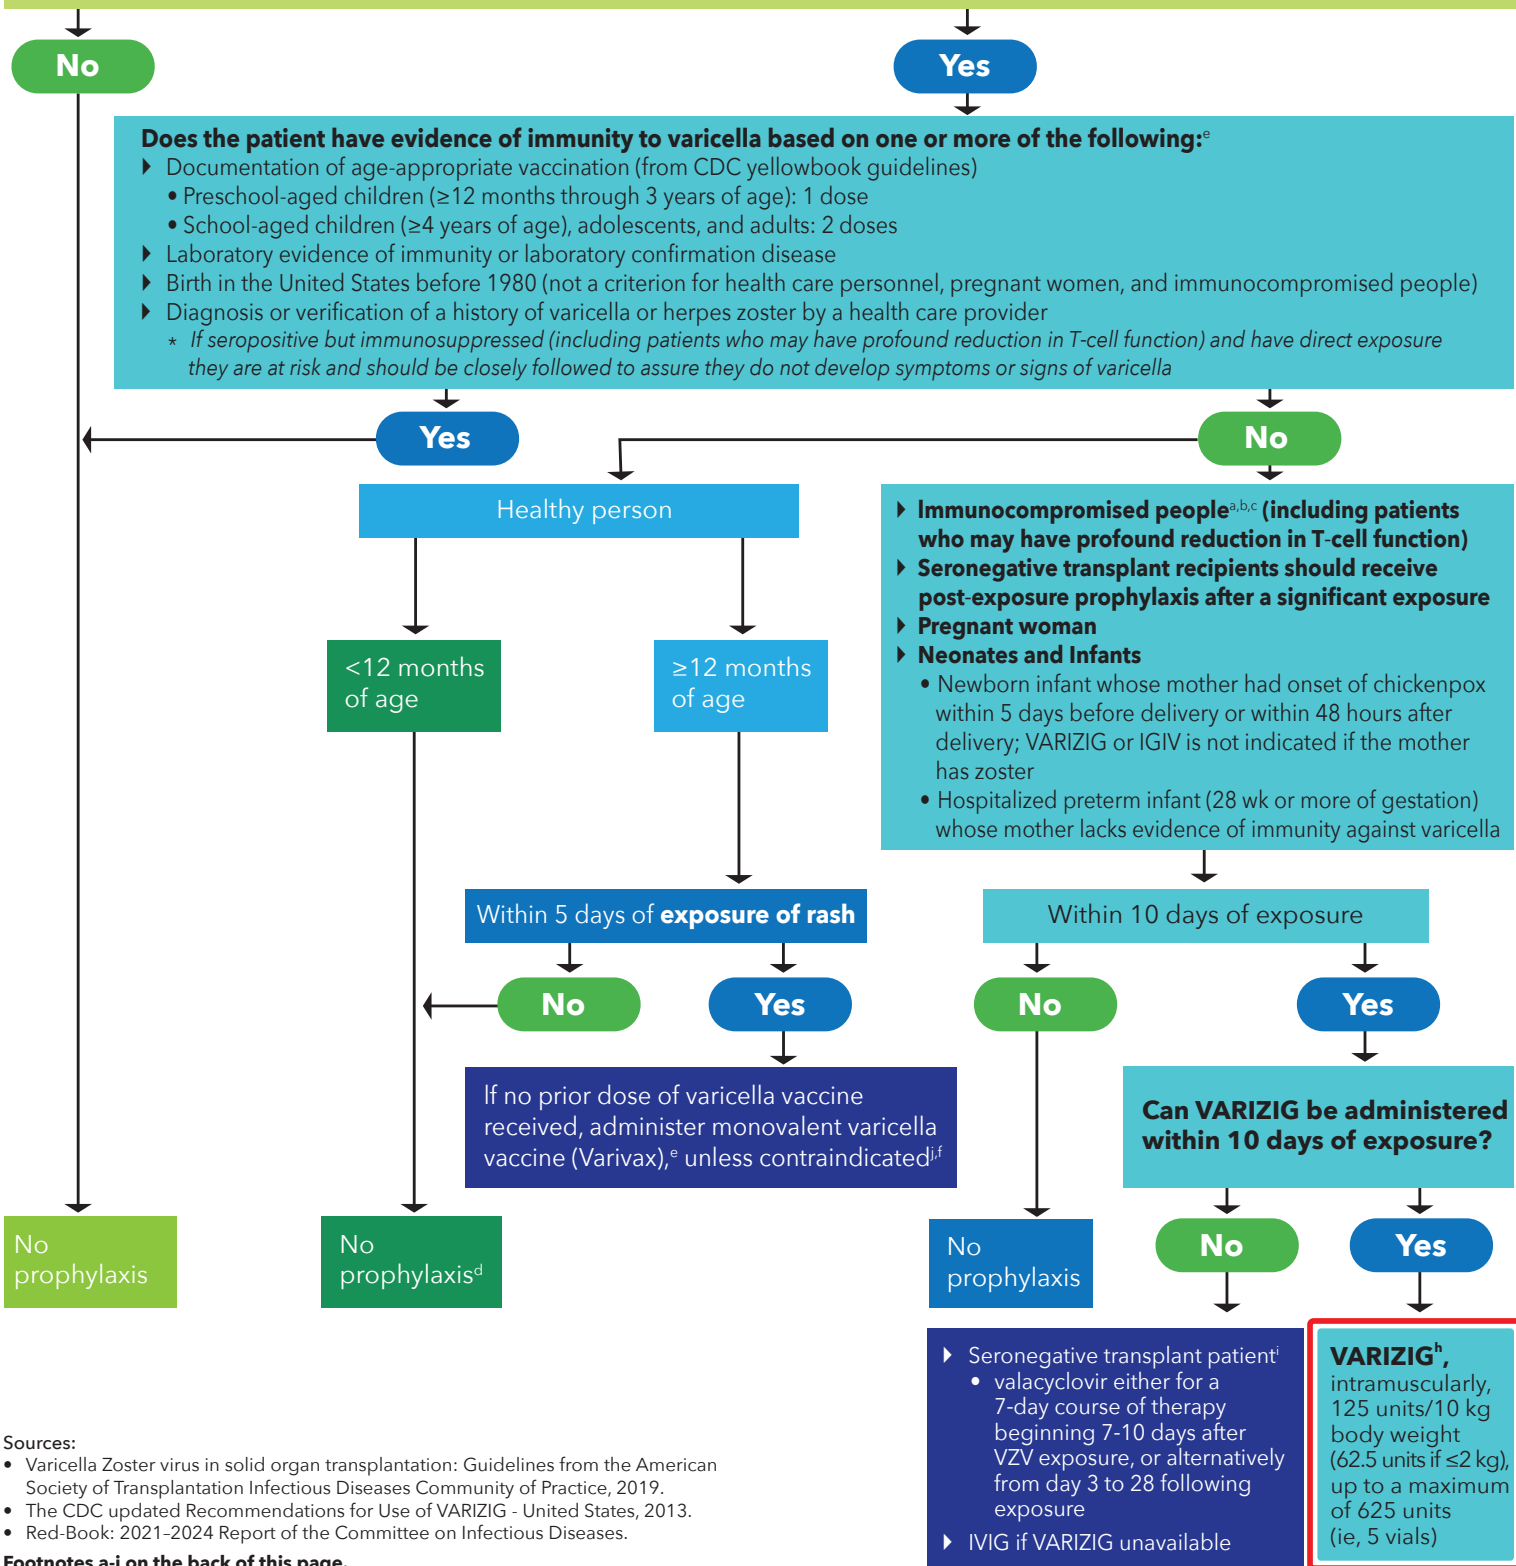 No
Yes
Does the patient have evidence of immunity to varicella based on one or more of the following:e
Documentation of age-appropriate vaccination (from CDC yellowbook guidelines)
• Preschool-aged children (≥12 months through 3 years of age): 1 dose
• School-aged children (≥4 years of age), adolescents, and adults: 2 doses
Laboratory evidence of immunity or laboratory confirmation disease
Birth in the United States before 1980 (not a criterion for health care personnel, pregnant women, and immunocompromised people)
Diagnosis or verification of a history of varicella or herpes zoster by a health care provider
* If seropositive but immunosuppressed (including patients who may have profound reduction in T-cell function) and have direct exposure
they are at risk and should be closely followed to assure they do not develop symptoms or signs of varicella
Yes
No
Healthy person
<12 months
of age
≥12 months
of age
Immunocompromised peoplea,b,c (including patients
who may have profound reduction in T-cell function)
Seronegative transplant recipients should receive
post-exposure prophylaxis after a significant exposure
Pregnant woman
Neonates and Infants
• Newborn infant whose mother had onset of chickenpox
within 5 days before delivery or within 48 hours after
delivery; VARIZIG or IGIV is not indicated if the mother
has zoster
• Hospitalized preterm infant (28 wk or more of gestation)
whose mother lacks evidence of immunity against varicella
Within 5 days of exposure of rash
No
Yes
If no prior dose of varicella vaccine
received, administer monovalent varicella
vaccine (Varivax),e unless contraindicatedj,f
Within 10 days of exposure
No
Yes
Can VARIZIG be administered
within 10 days of exposure?
No
Yes
No
prophylaxis
No
prophylaxisd
No
prophylaxis
Seronegative transplant patienti
• valacyclovir either for a
7-day course of therapy
beginning 7-10 days after
VZV exposure, or alternatively
from day 3 to 28 following
exposure
IVIG if VARIZIG unavailable
VARIZIGh,
intramuscularly,
125 units/10 kg
body weight
(62.5 units if ≤2 kg),
up to a maximum
of 625 units
(ie, 5 vials)
Sources:
• Varicella Zoster virus in solid organ transplantation: Guidelines from the American
Society of Transplantation Infectious Diseases Community of Practice, 2019.
• The CDC updated Recommendations for Use of VARIZIG - United States, 2013.
• Red-Book: 2021–2024 Report of the Committee on Infectious Diseases.
Footnotes a-j on the back of this page.